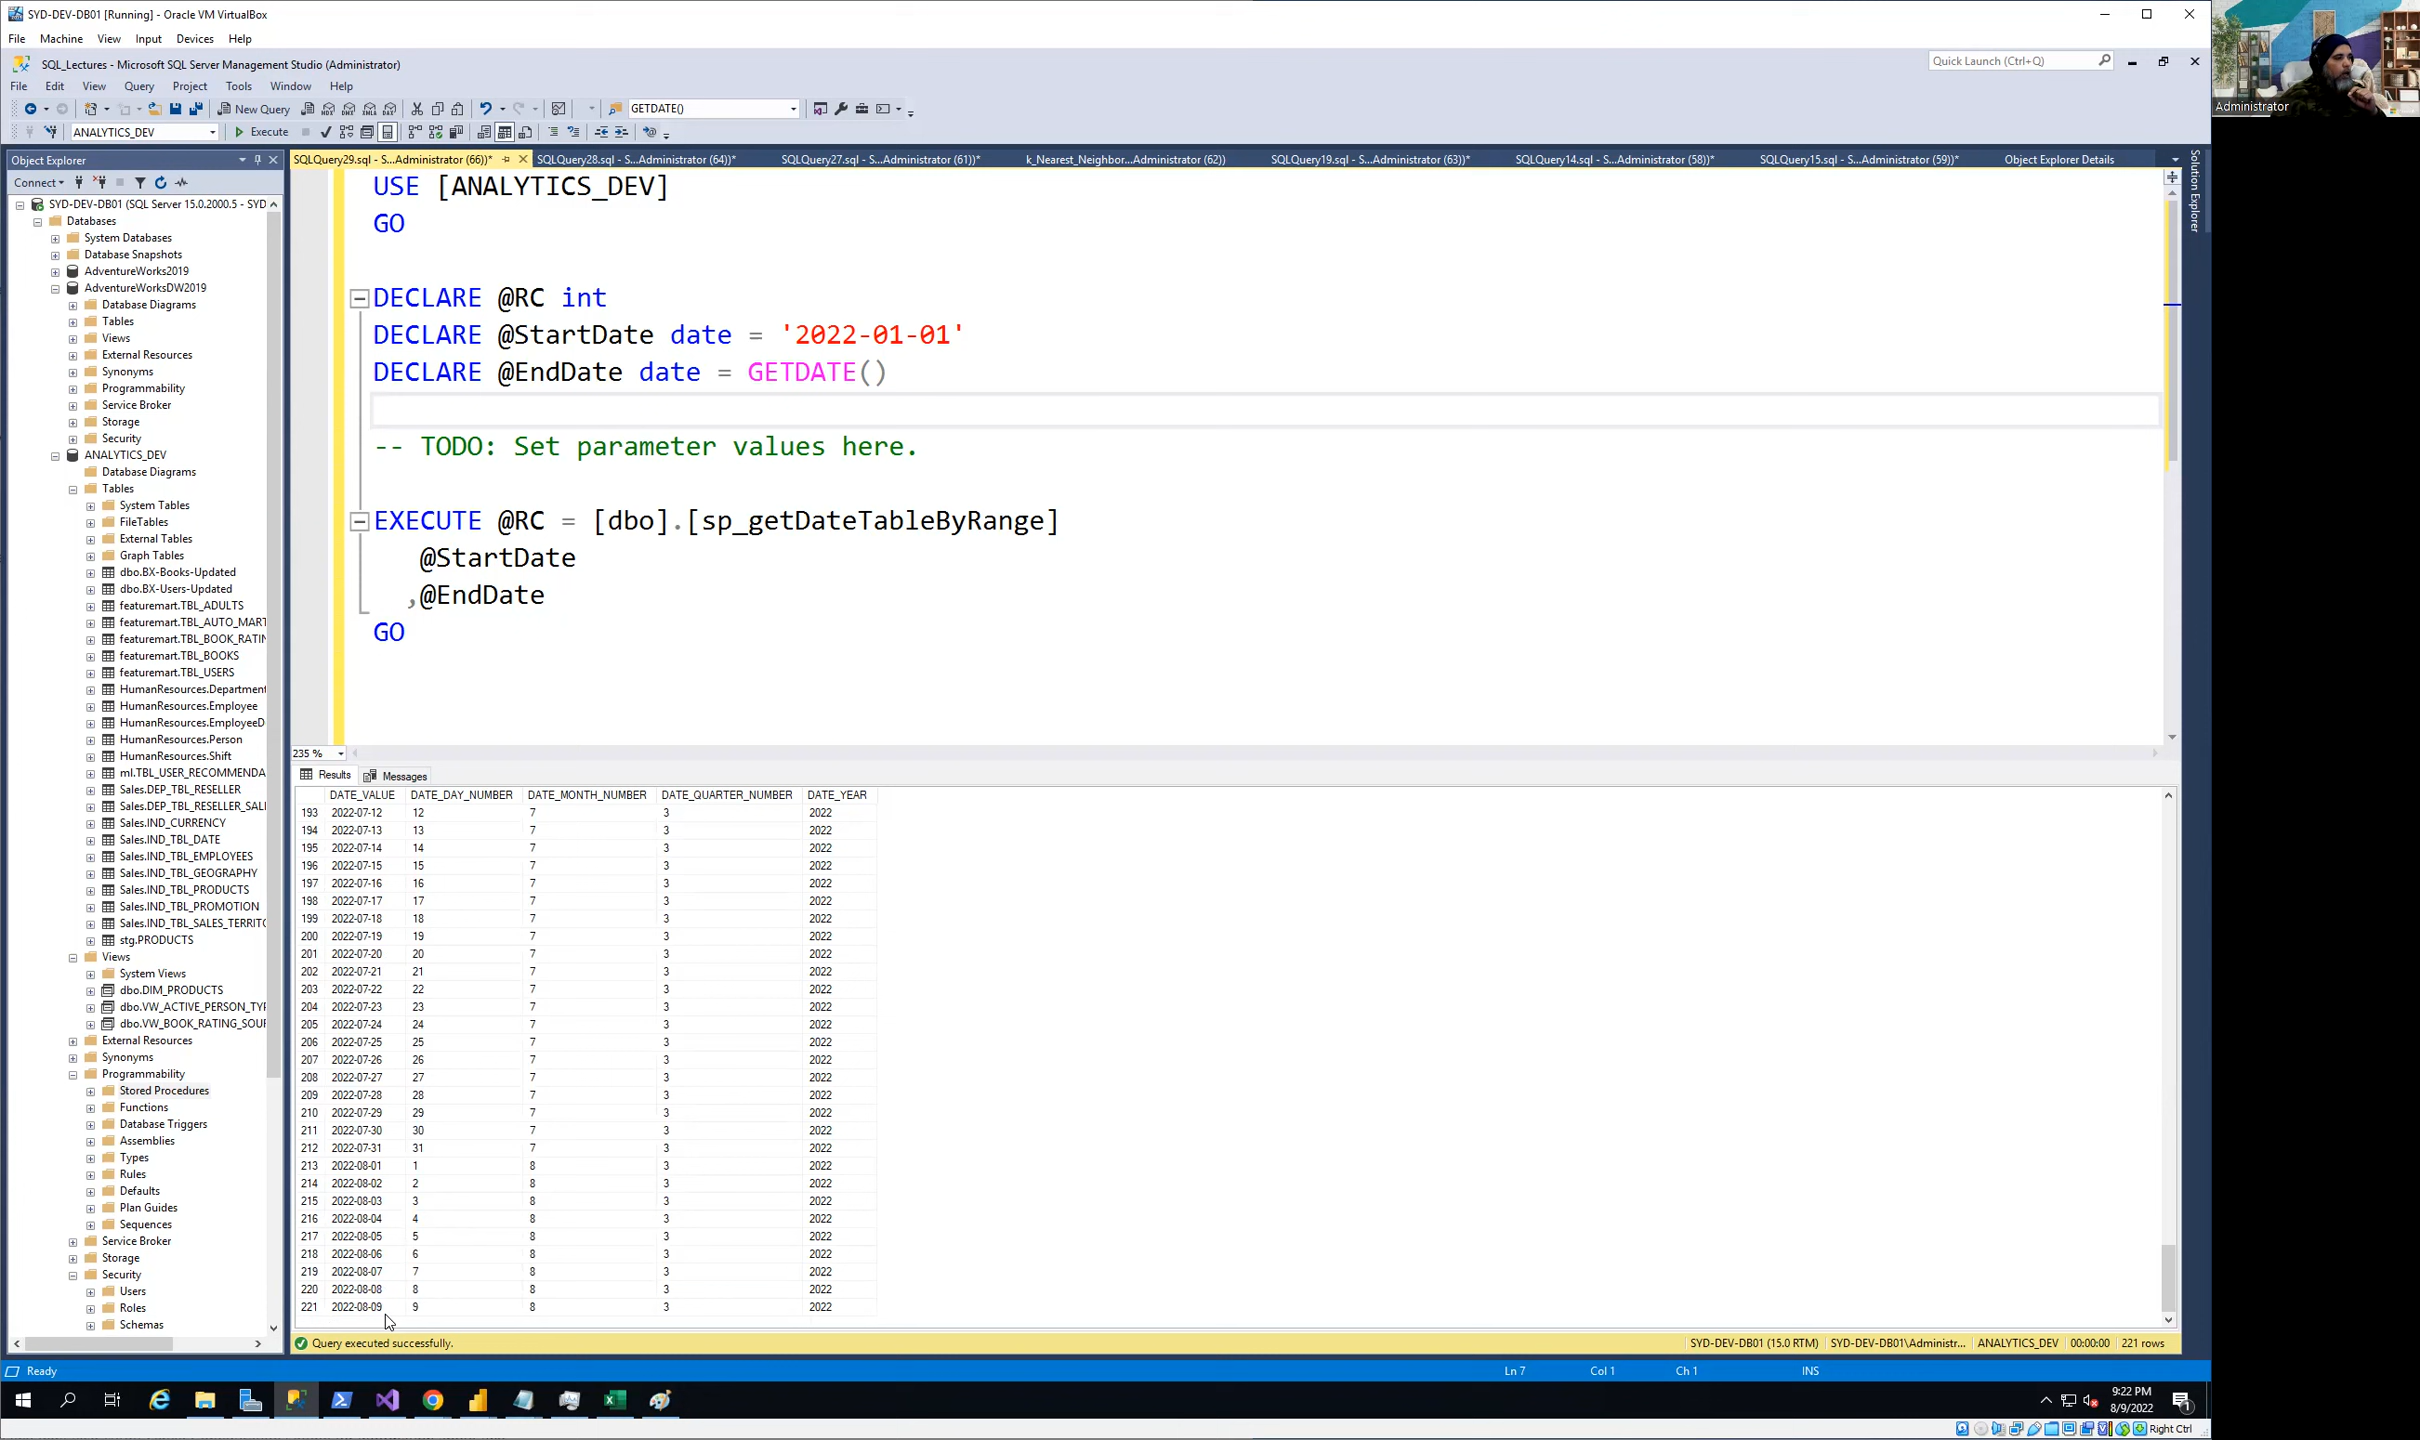 SYD-DEV-DB01 [Running] - Oracle VM VirtualBox
File Machine View Input Devices Help
SQL_Lectures - Microsoft SQL Server Management Studio (Administrator)
Quick Launch (Ctrl+Q)
Administrator
File Edit View Query Project Tools Window Help
New Query
GETDATE()
ANALYTICS_DEV
Execute
Object Explorer
SQLQuery29.sql - S...Administrator (66))*
SQLQuery28.sql - S...Administrator (64))*
SQLQuery27.sql - S...Administrator (61))*
k_Nearest_Neighbor...Administrator (62))
SQLQuery19.sql - S...Administrator (63))*
SQLQuery14.sql - S...Administrator (58))*
SQLQuery15.sql - S...Administrator (59))*
Object Explorer Details
Solution Explorer
Connect
SYD-DEV-DB01 (SQL Server 15.0.2000.5 - SYD
Databases
System Databases
Database Snapshots
AdventureWorks2019
AdventureWorksDW2019
Database Diagrams
Tables
Views
External Resources
Synonyms
Programmability
Service Broker
Storage
Security
ANALYTICS_DEV
Database Diagrams
Tables
System Tables
FileTables
External Tables
Graph Tables
dbo.BX-Books-Updated
dbo.BX-Users-Updated
featuremart.TBL_ADULTS
featuremart.TBL_AUTO_MART
featuremart.TBL_BOOK_RATIN
featuremart.TBL_BOOKS
featuremart.TBL_USERS
HumanResources.Department
HumanResources.Employee
HumanResources.EmployeeD
HumanResources.Person
HumanResources.Shift
ml.TBL_USER_RECOMMENDA
Sales.DEP_TBL_RESELLER
Sales.DEP_TBL_RESELLER_SAL
Sales.IND_CURRENCY
Sales.IND_TBL_DATE
Sales.IND_TBL_EMPLOYEES
Sales.IND_TBL_GEOGRAPHY
Sales.IND_TBL_PRODUCTS
Sales.IND_TBL_PROMOTION
Sales.IND_TBL_SALES_TERRITO
stg.PRODUCTS
Views
System Views
dbo.DIM_PRODUCTS
dbo.VW_ACTIVE_PERSON_TYP
dbo.VW_BOOK_RATING_SOUR
External Resources
Synonyms
Programmability
Stored Procedures
Functions
Database Triggers
Assemblies
Types
Rules
Defaults
Plan Guides
Sequences
Service Broker
Storage
Security
Users
Roles
Schemas
USE [ANALYTICS_DEV]
GO
DECLARE @RC int
DECLARE @StartDate date = '2022-01-01'
DECLARE @EndDate date = GETDATE()
-- TODO: Set parameter values here.
EXECUTE @RC = [dbo].[sp_getDateTableByRange]
@StartDate
,@EndDate
GO
235 %
Results Messages
DATE_VALUE DATE_DAY_NUMBER DATE_MONTH_NUMBER DATE_QUARTER_NUMBER DATE_YEAR
193 2022-07-12 12 7 3 2022
194 2022-07-13 13 7 3 2022
195 2022-07-14 14 7 3 2022
196 2022-07-15 15 7 3 2022
197 2022-07-16 16 7 3 2022
198 2022-07-17 17 7 3 2022
199 2022-07-18 18 7 3 2022
200 2022-07-19 19 7 3 2022
201 2022-07-20 20 7 3 2022
202 2022-07-21 21 7 3 2022
203 2022-07-22 22 7 3 2022
204 2022-07-23 23 7 3 2022
205 2022-07-24 24 7 3 2022
206 2022-07-25 25 7 3 2022
207 2022-07-26 26 7 3 2022
208 2022-07-27 27 7 3 2022
209 2022-07-28 28 7 3 2022
210 2022-07-29 29 7 3 2022
211 2022-07-30 30 7 3 2022
212 2022-07-31 31 7 3 2022
213 2022-08-01 1 8 3 2022
214 2022-08-02 2 8 3 2022
215 2022-08-03 3 8 3 2022
216 2022-08-04 4 8 3 2022
217 2022-08-05 5 8 3 2022
218 2022-08-06 6 8 3 2022
219 2022-08-07 7 8 3 2022
220 2022-08-08 8 8 3 2022
221 2022-08-09 9 8 3 2022
Query executed successfully.
SYD-DEV-DB01 (15.0 RTM) SYD-DEV-DB01\Administr... ANALYTICS_DEV 00:00:00 221 rows
Ready
Ln 7 Col 1 Ch 1 INS
9:22 PM
8/9/2022
1
Right Ctrl